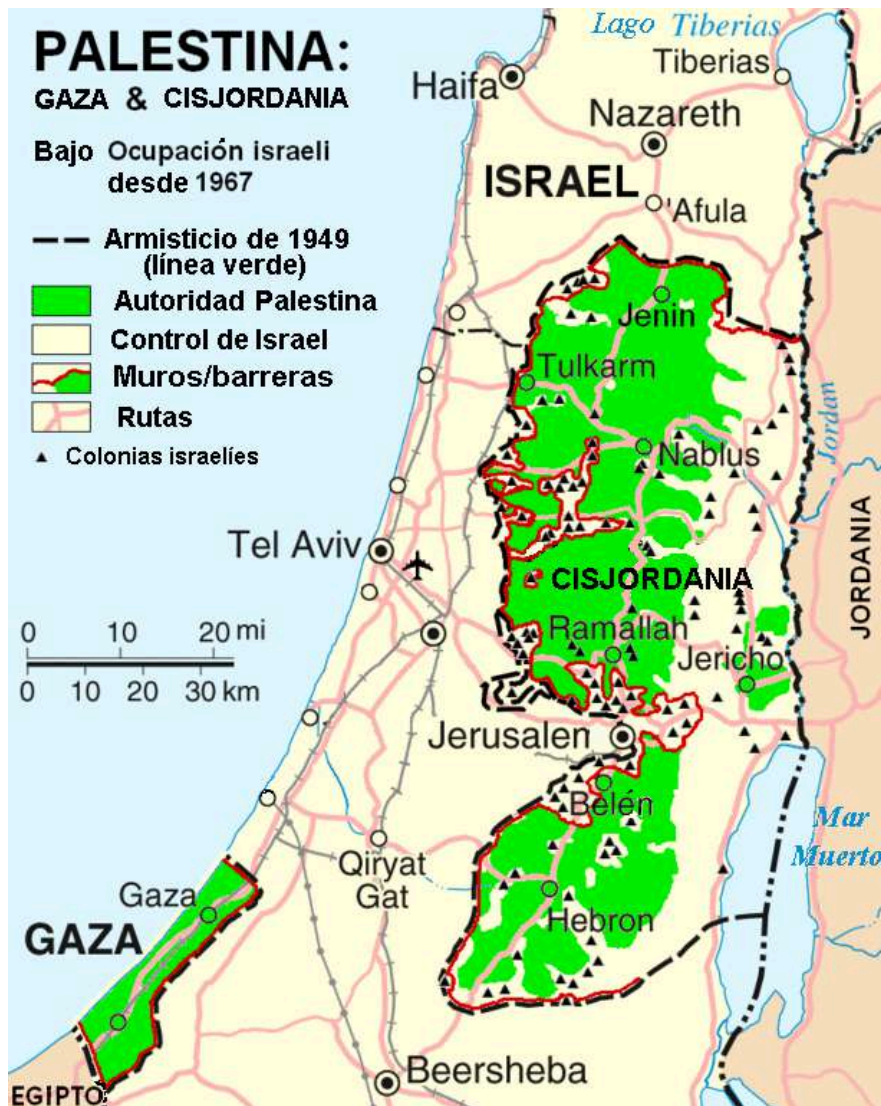 PALESTINA:
GAZA & CISJORDANIA
Bajo Ocupación israeli
desde 1967
Armisticio de 1949
(línea verde)
Autoridad Palestina
Control de Israel
Muros/barreras
Rutas
Colonias israelíes
Lago Tiberias
Tiberias
Haifa
Nazareth
ISRAEL
'Afula
Jenin
Tulkarm
Nablus
Jordan
Tel Aviv
CISJORDANIA
JORDANIA
0 10 20 mi
0 10 20 30 km
Ramallah
Jericho
Jerusalen
Belén
Mar
Muerto
Qiryat
Gat
Gaza
Hebron
GAZA
Beersheba
EGIPTO